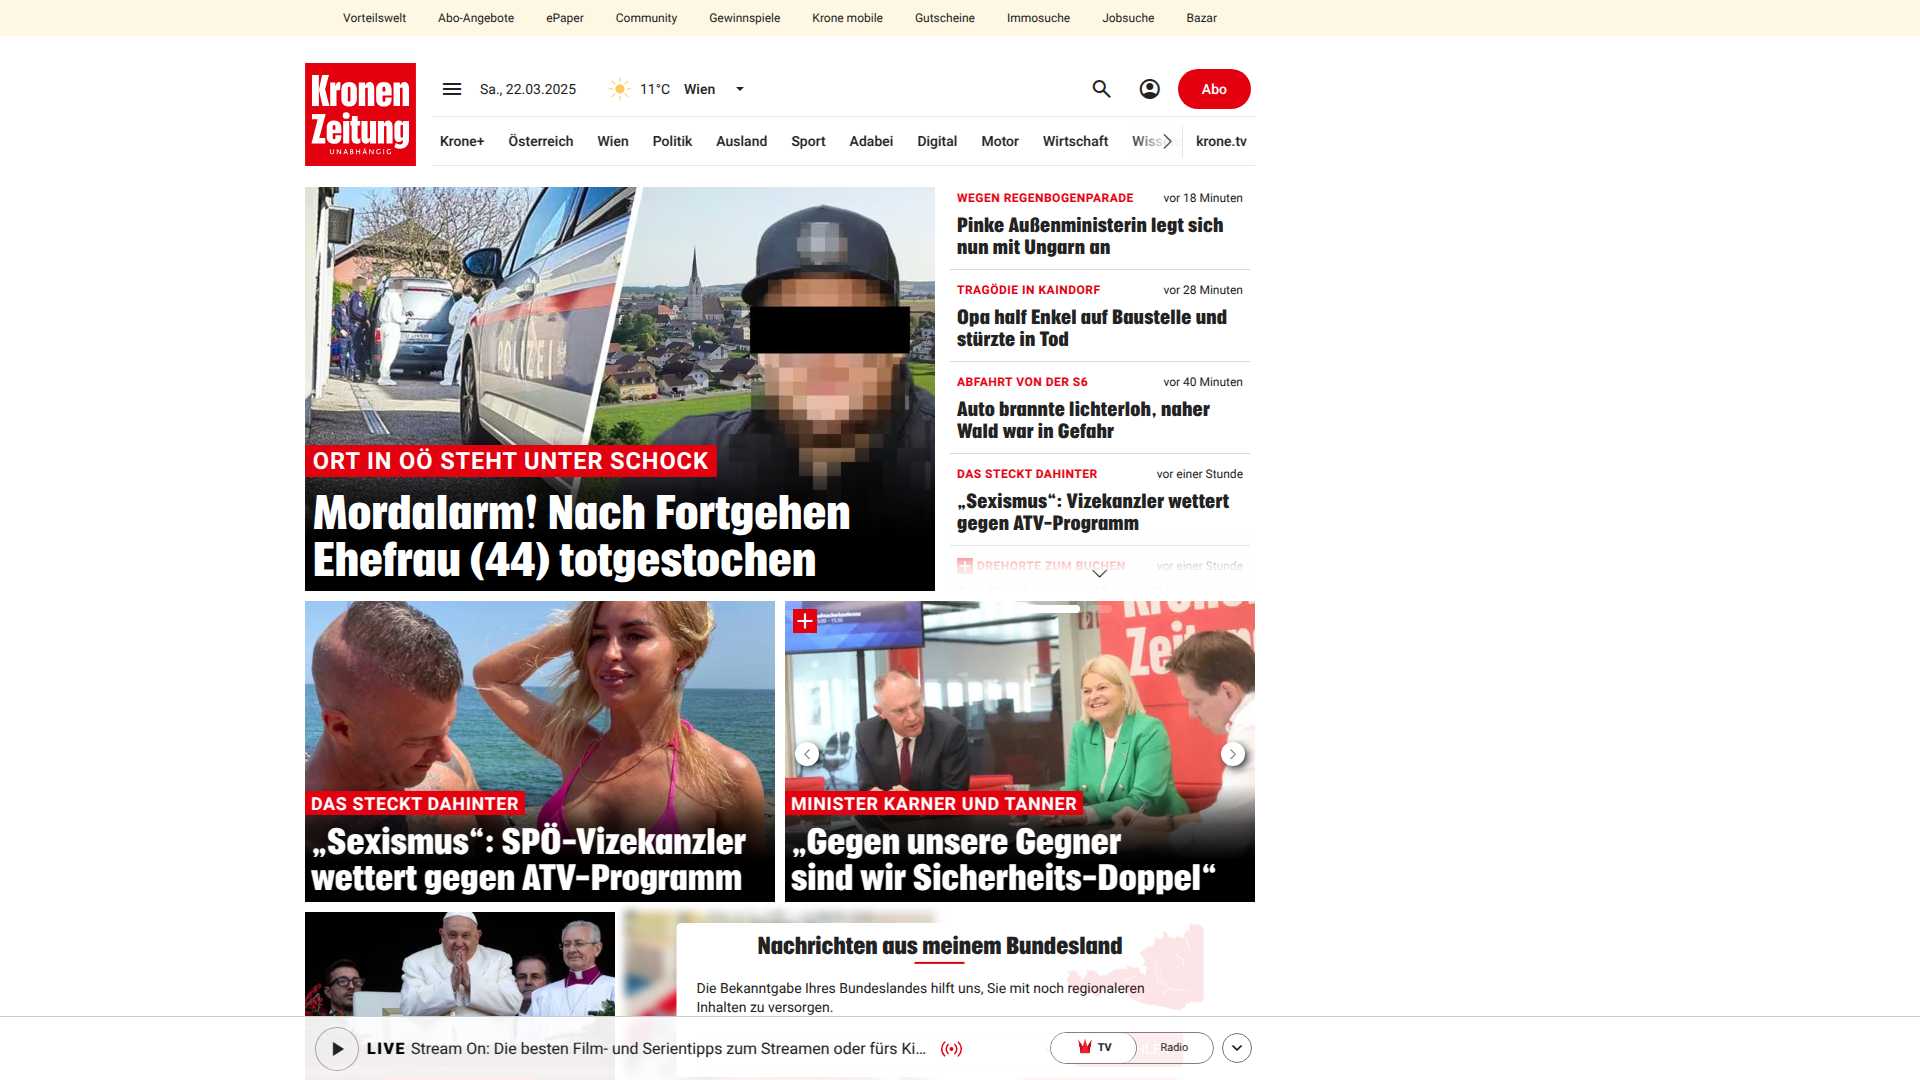 Vorteilswelt Abo-Angebote ePaper Community Gewinnspiele Krone mobile Gutscheine Immosuche Jobsuche Bazar
Kronen
Zeitung
UNABHÄNGIG
Sa., 22.03.2025 11°C Wien Abo
Krone+ Österreich Wien Politik Ausland Sport Adabei Digital Motor Wirtschaft krone.tv
POLIZEI
ORT IN OÖ STEHT UNTER SCHOCK
Mordalarm! Nach Fortgehen
Ehefrau (44) totgestochen
WEGEN REGENBOGENPARADE vor 18 Minuten
Pinke Außenministerin legt sich
nun mit Ungarn an
TRAGÖDIE IN KAINDORF vor 28 Minuten
Opa half Enkel auf Baustelle und
stürzte in Tod
ABFAHRT VON DER S6 vor 40 Minuten
Auto brannte lichterloh, naher
Wald war in Gefahr
DAS STECKT DAHINTER vor einer Stunde
„Sexismus“: Vizekanzler wettert
gegen ATV-Programm
DREHORTE ZUM BUCHEN vor einer Stunde
DAS STECKT DAHINTER
„Sexismus“: SPÖ-Vizekanzler
wettert gegen ATV-Programm
MINISTER KARNER UND TANNER
„Gegen unsere Gegner
sind wir Sicherheits-Doppel“
Nachrichten aus meinem Bundesland
Die Bekanntgabe Ihres Bundeslandes hilft uns, Sie mit noch regionaleren
Inhalten zu versorgen.
LIVE Stream On: Die besten Film- und Serientipps zum Streamen oder fürs Ki... TV Radio